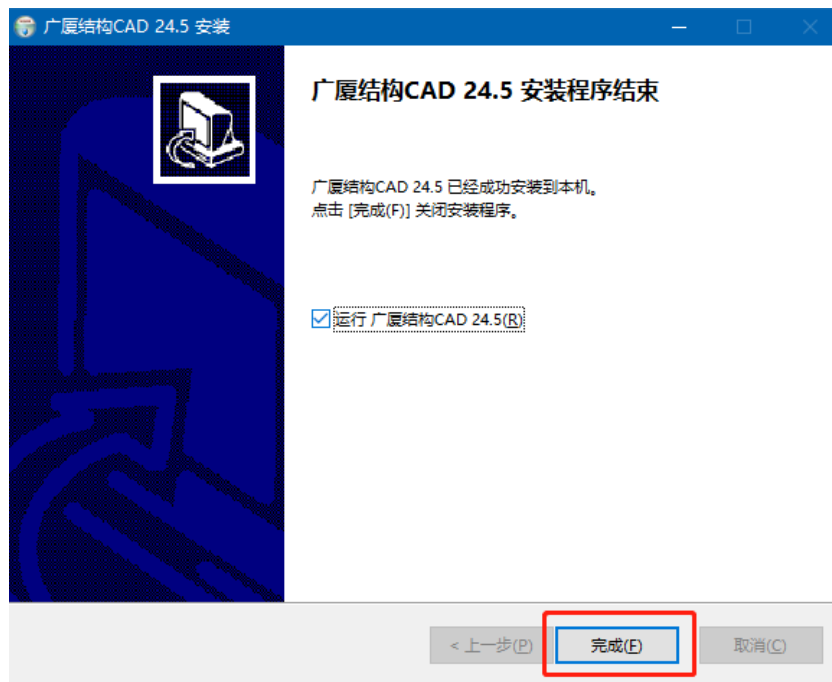 广厦结构CAD 24.5 安装
广厦结构CAD 24.5 安装程序结束
广厦结构CAD 24.5 已经成功安装到本机。
点击 [完成(F)] 关闭安装程序。
运行 广厦结构CAD 24.5(R)
< 上一步(P)
完成(F)
取消(C)